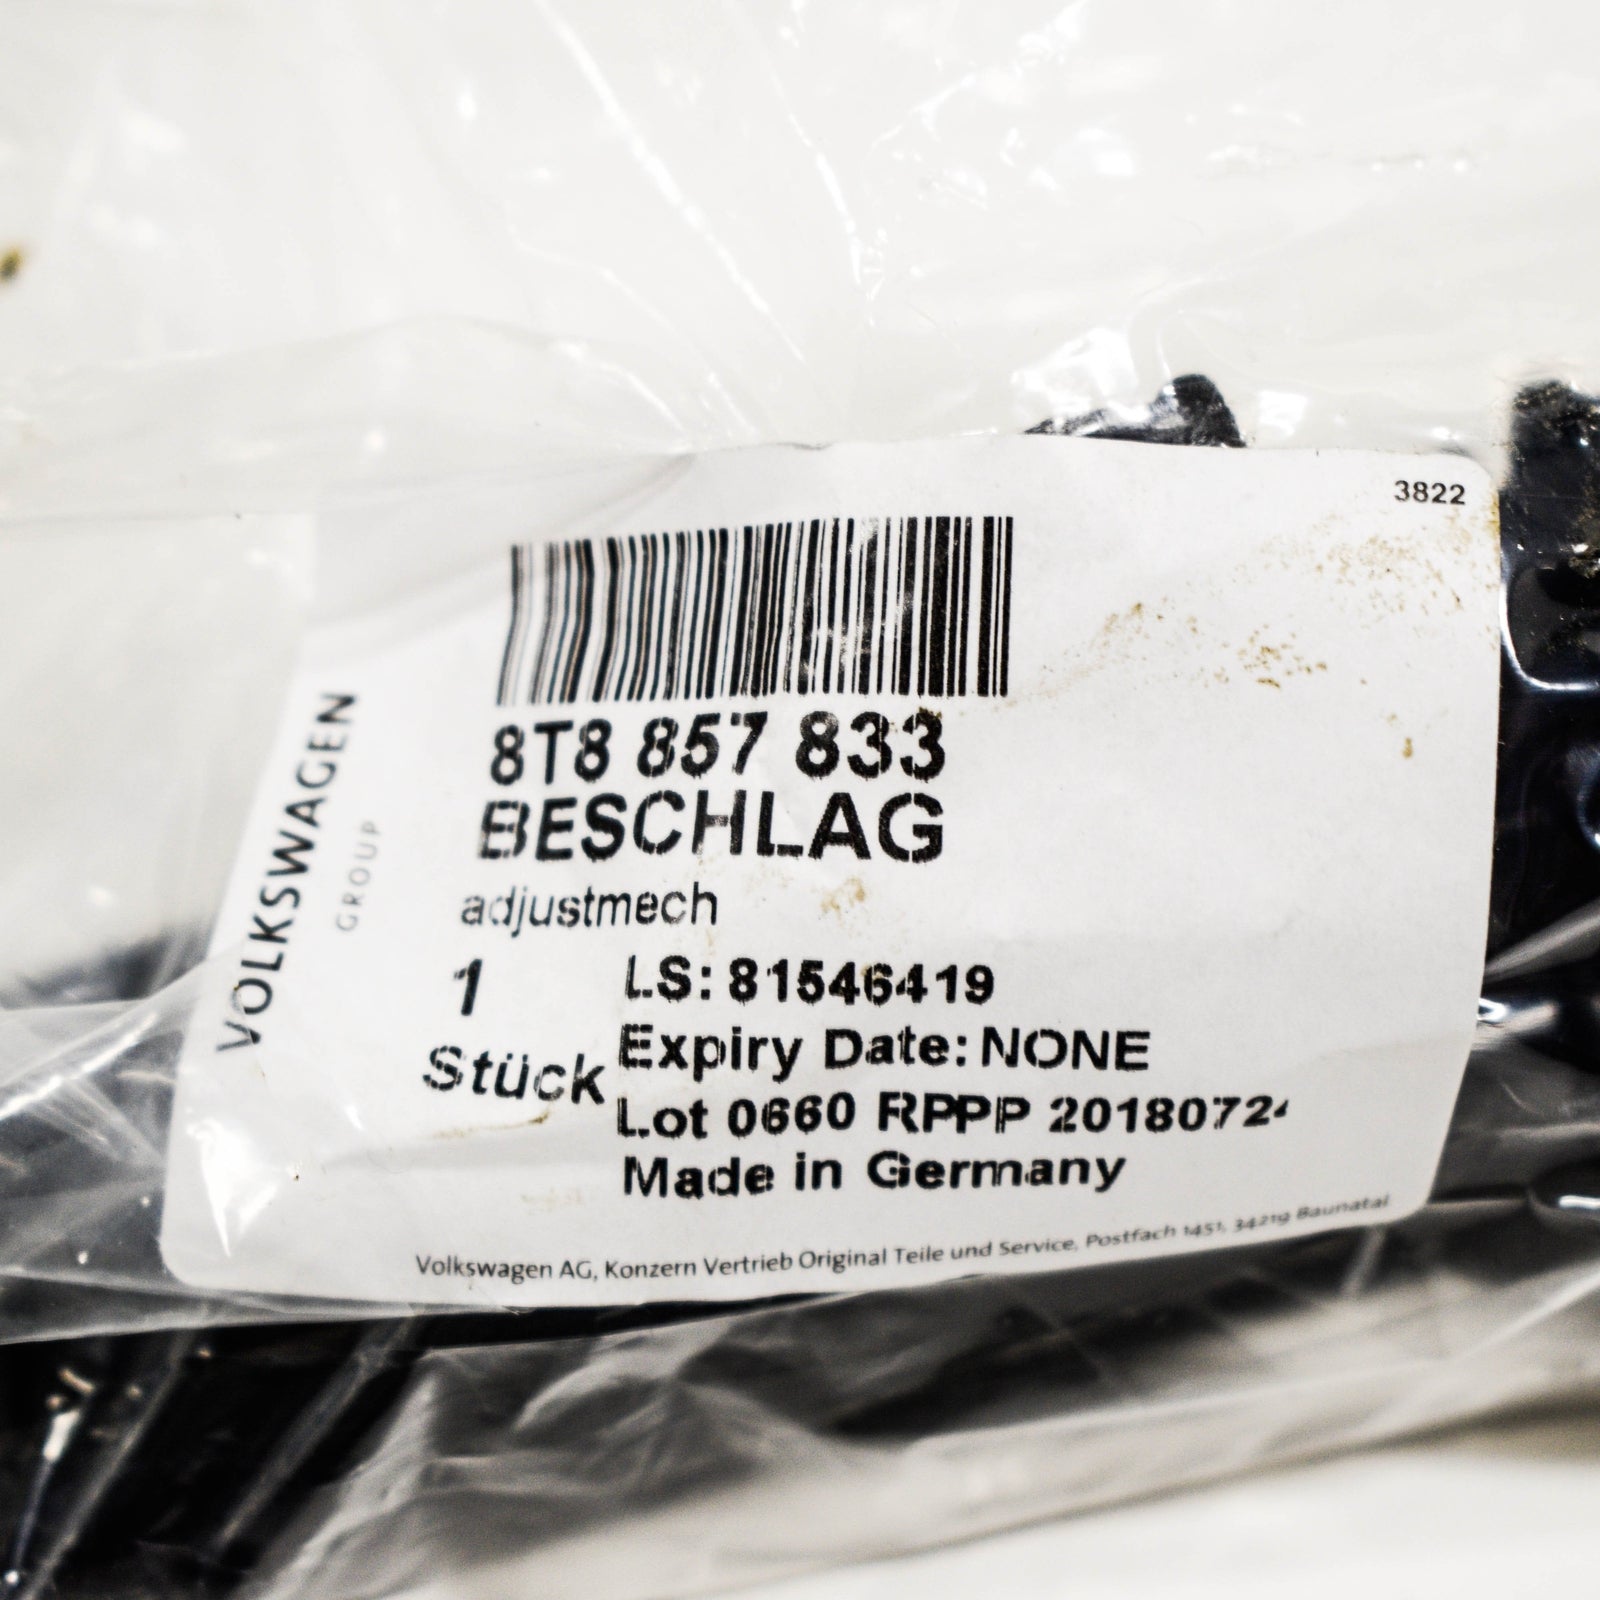 3822
8T8 857 833
BESCHLAG
adjustmech
1
Stück
LS: 81546419
Expiry Date: NONE
Lot 0660 RPPP 2018072
Made in Germany
VOLKSWAGEN
GROUP
Volkswagen AG, Konzern Vertrieb Original Teile und Service, Postfach 1451, 34219 Baunatal